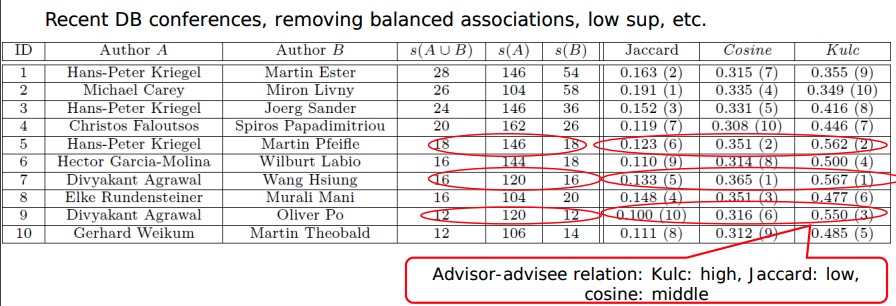 Recent DB conferences, removing balanced associations, low sup, etc.
ID Author A Author B s(A ∪ B) s(A) s(B) Jaccard Cosine Kulc
1 Hans-Peter Kriegel Martin Ester 28 146 54 0.163 (2) 0.315 (7) 0.355 (9)
2 Michael Carey Miron Livny 26 104 58 0.191 (1) 0.335 (4) 0.349 (10)
3 Hans-Peter Kriegel Joerg Sander 24 146 36 0.152 (3) 0.331 (5) 0.416 (8)
4 Christos Faloutsos Spiros Papadimitriou 20 162 26 0.119 (7) 0.308 (10) 0.446 (7)
5 Hans-Peter Kriegel Martin Pfeifle 18 146 18 0.123 (6) 0.351 (2) 0.562 (2)
6 Hector Garcia-Molina Wilburt Labio 16 144 18 0.110 (9) 0.314 (8) 0.500 (4)
7 Divyakant Agrawal Wang Hsiung 16 120 16 0.133 (5) 0.365 (1) 0.567 (1)
8 Elke Rundensteiner Murali Mani 16 104 20 0.148 (4) 0.351 (3) 0.477 (6)
9 Divyakant Agrawal Oliver Po 12 120 12 0.100 (10) 0.316 (6) 0.550 (3)
10 Gerhard Weikum Martin Theobald 12 106 14 0.111 (8) 0.312 (9) 0.485 (5)
Advisor-advisee relation: Kulc: high, Jaccard: low,
cosine: middle